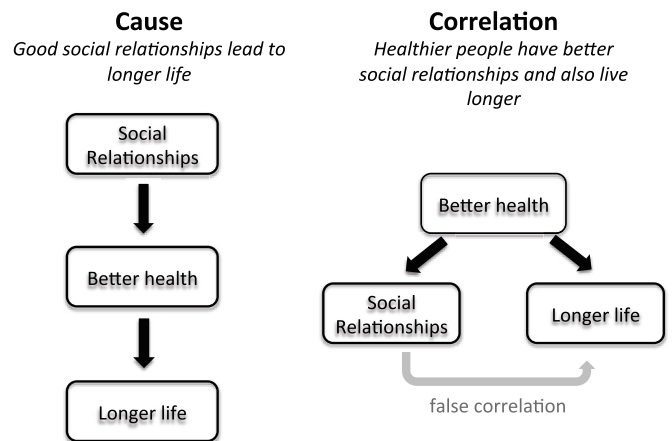 Cause
Good social relationships lead to
longer life
Social
Relationships
Better health
Longer life
Correlation
Healthier people have better
social relationships and also live
longer
Better health
Social
Relationships
Longer life
false correlation